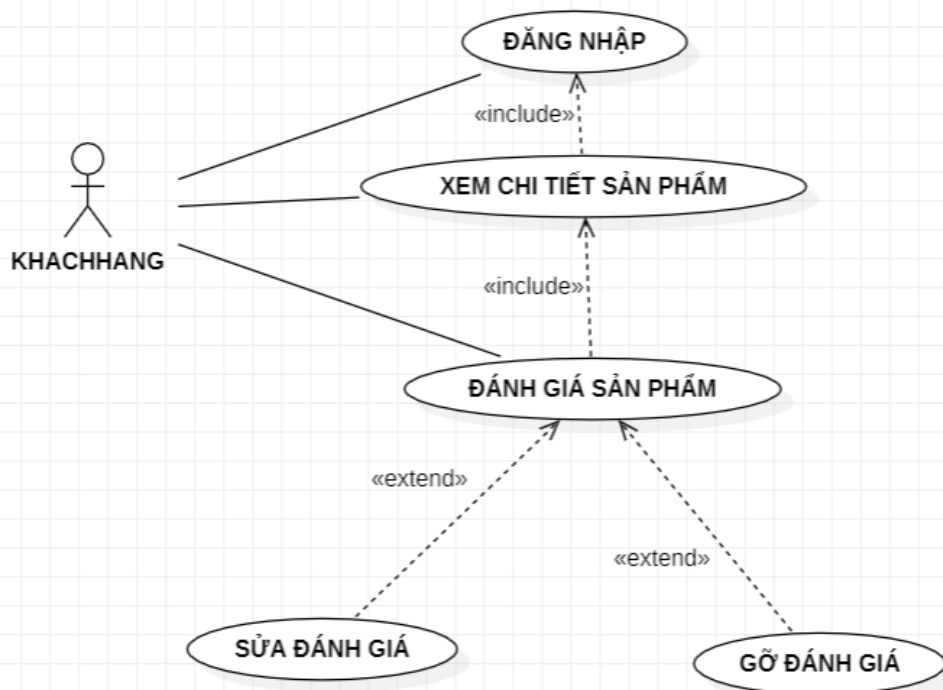 ĐĂNG NHẬP
«include»
XEM CHI TIẾT SẢN PHẨM
KHACHHANG
«include»
ĐÁNH GIÁ SẢN PHẨM
«extend»
«extend»
SỬA ĐÁNH GIÁ
GỠ ĐÁNH GIÁ